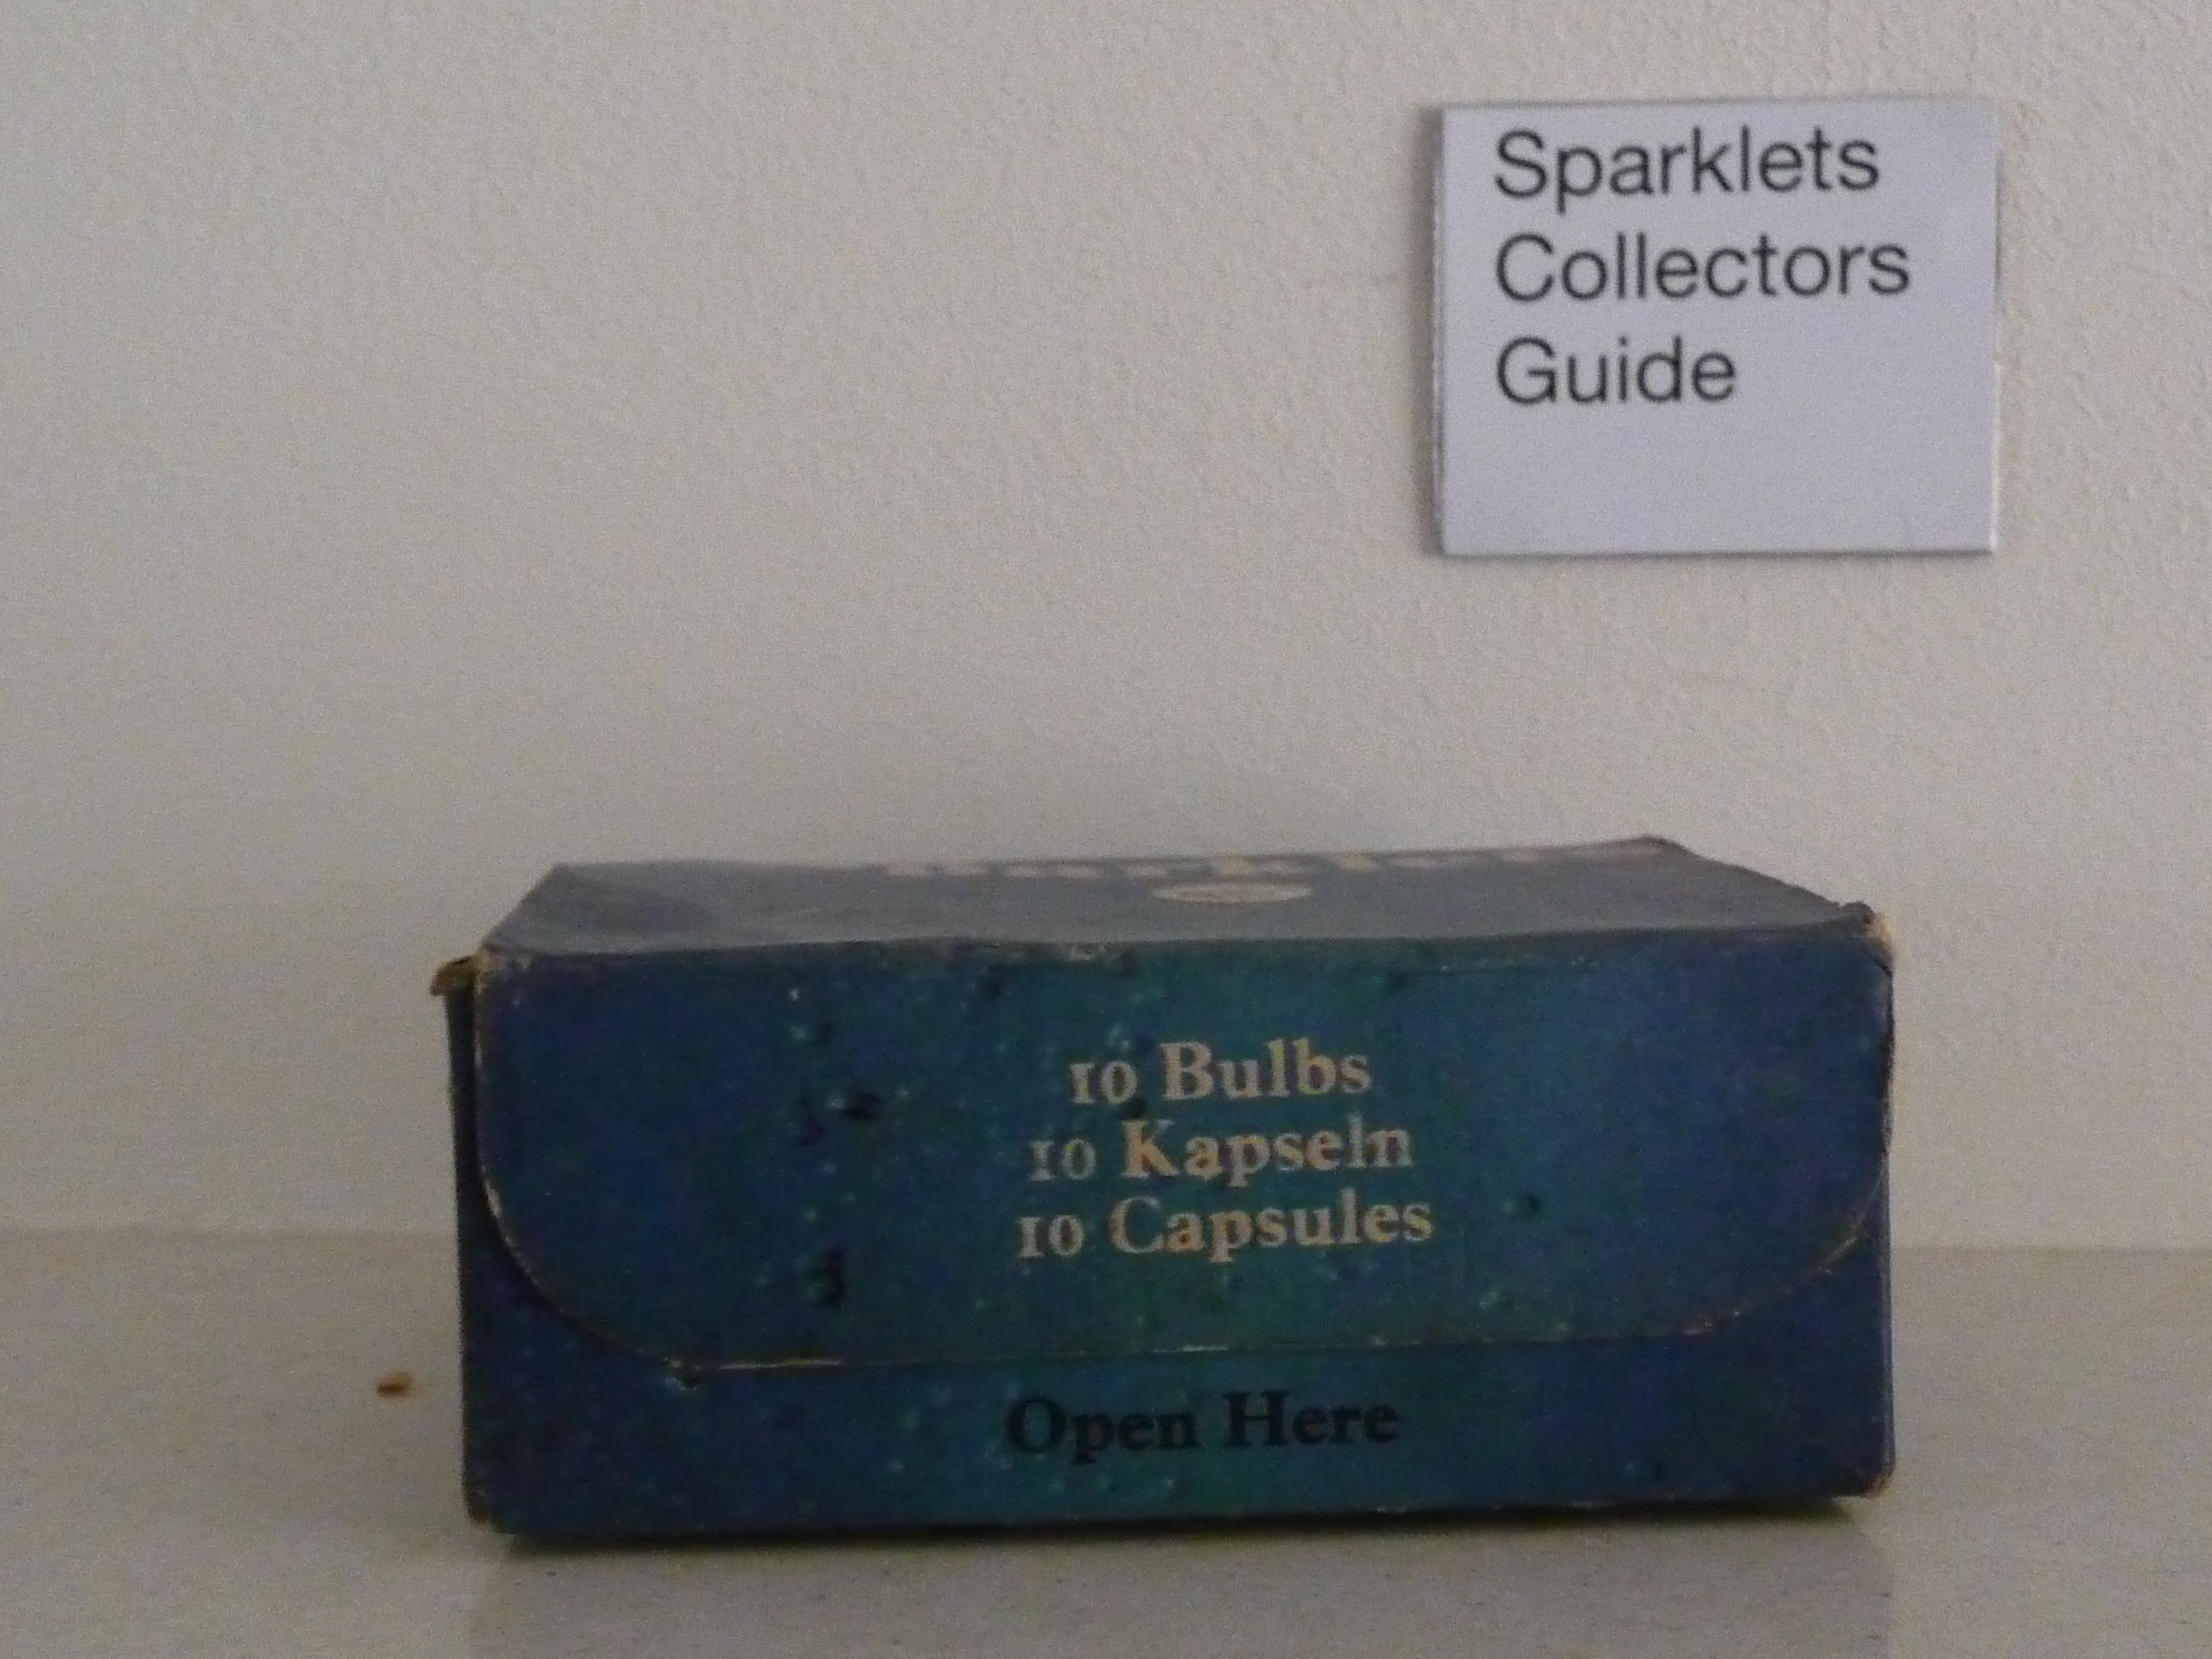 Sparklets
Collectors
Guide
10 Bulbs
10 Kapseln
10 Capsules
Open Here